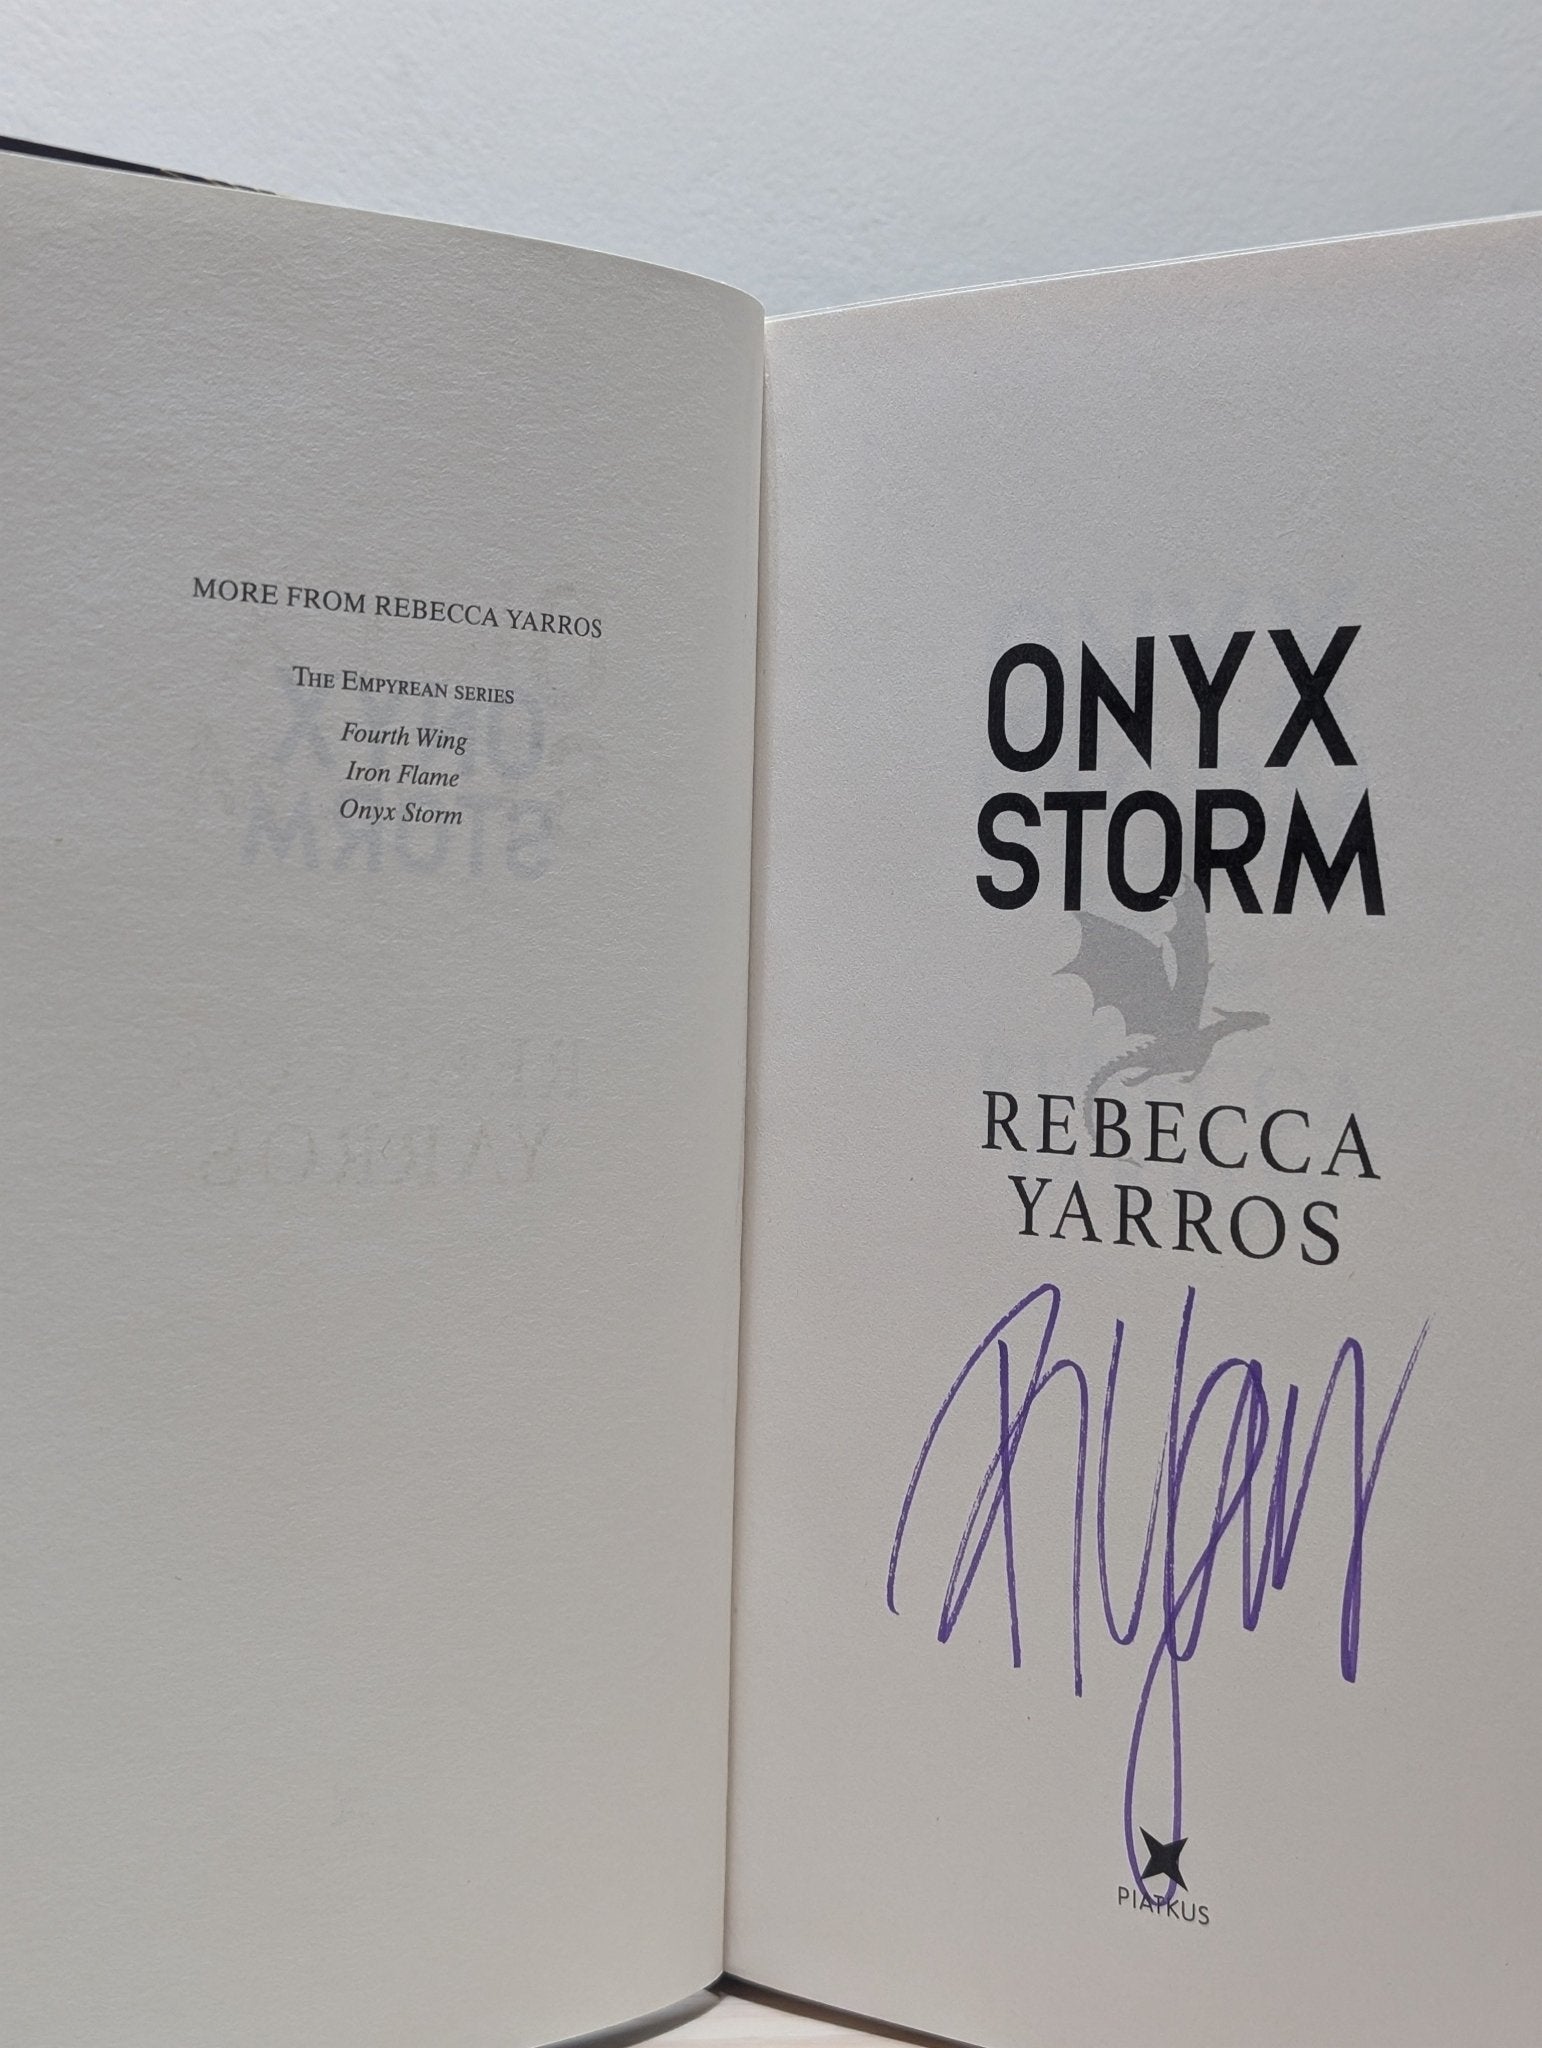 MORE FROM REBECCA YARROS
THE EMPYREAN SERIES
Fourth Wing
Iron Flame
Onyx Storm
ONYX
STORM
REBECCA
YARROS
PIATKUS